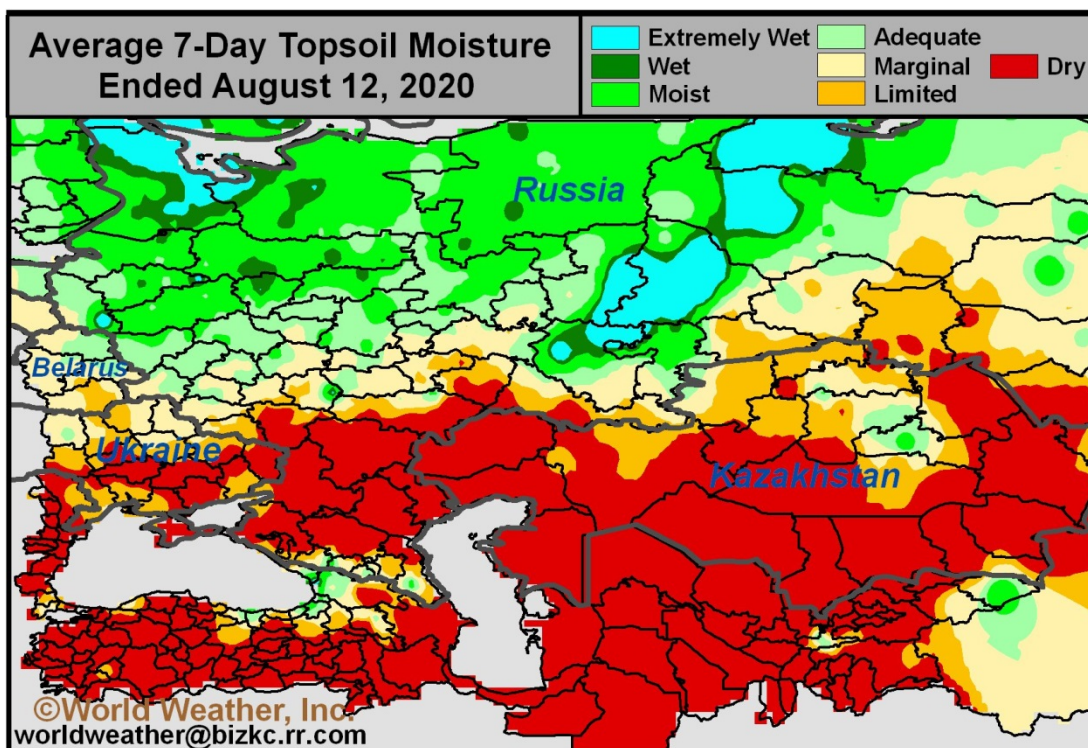 Average 7-Day Topsoil Moisture
Ended August 12, 2020
Extremely Wet
Wet
Moist
Adequate
Marginal
Limited
Dry
Russia
Belarus
Ukraine
Kazakhstan
©World Weather, Inc.
worldweather@bizkc.rr.com